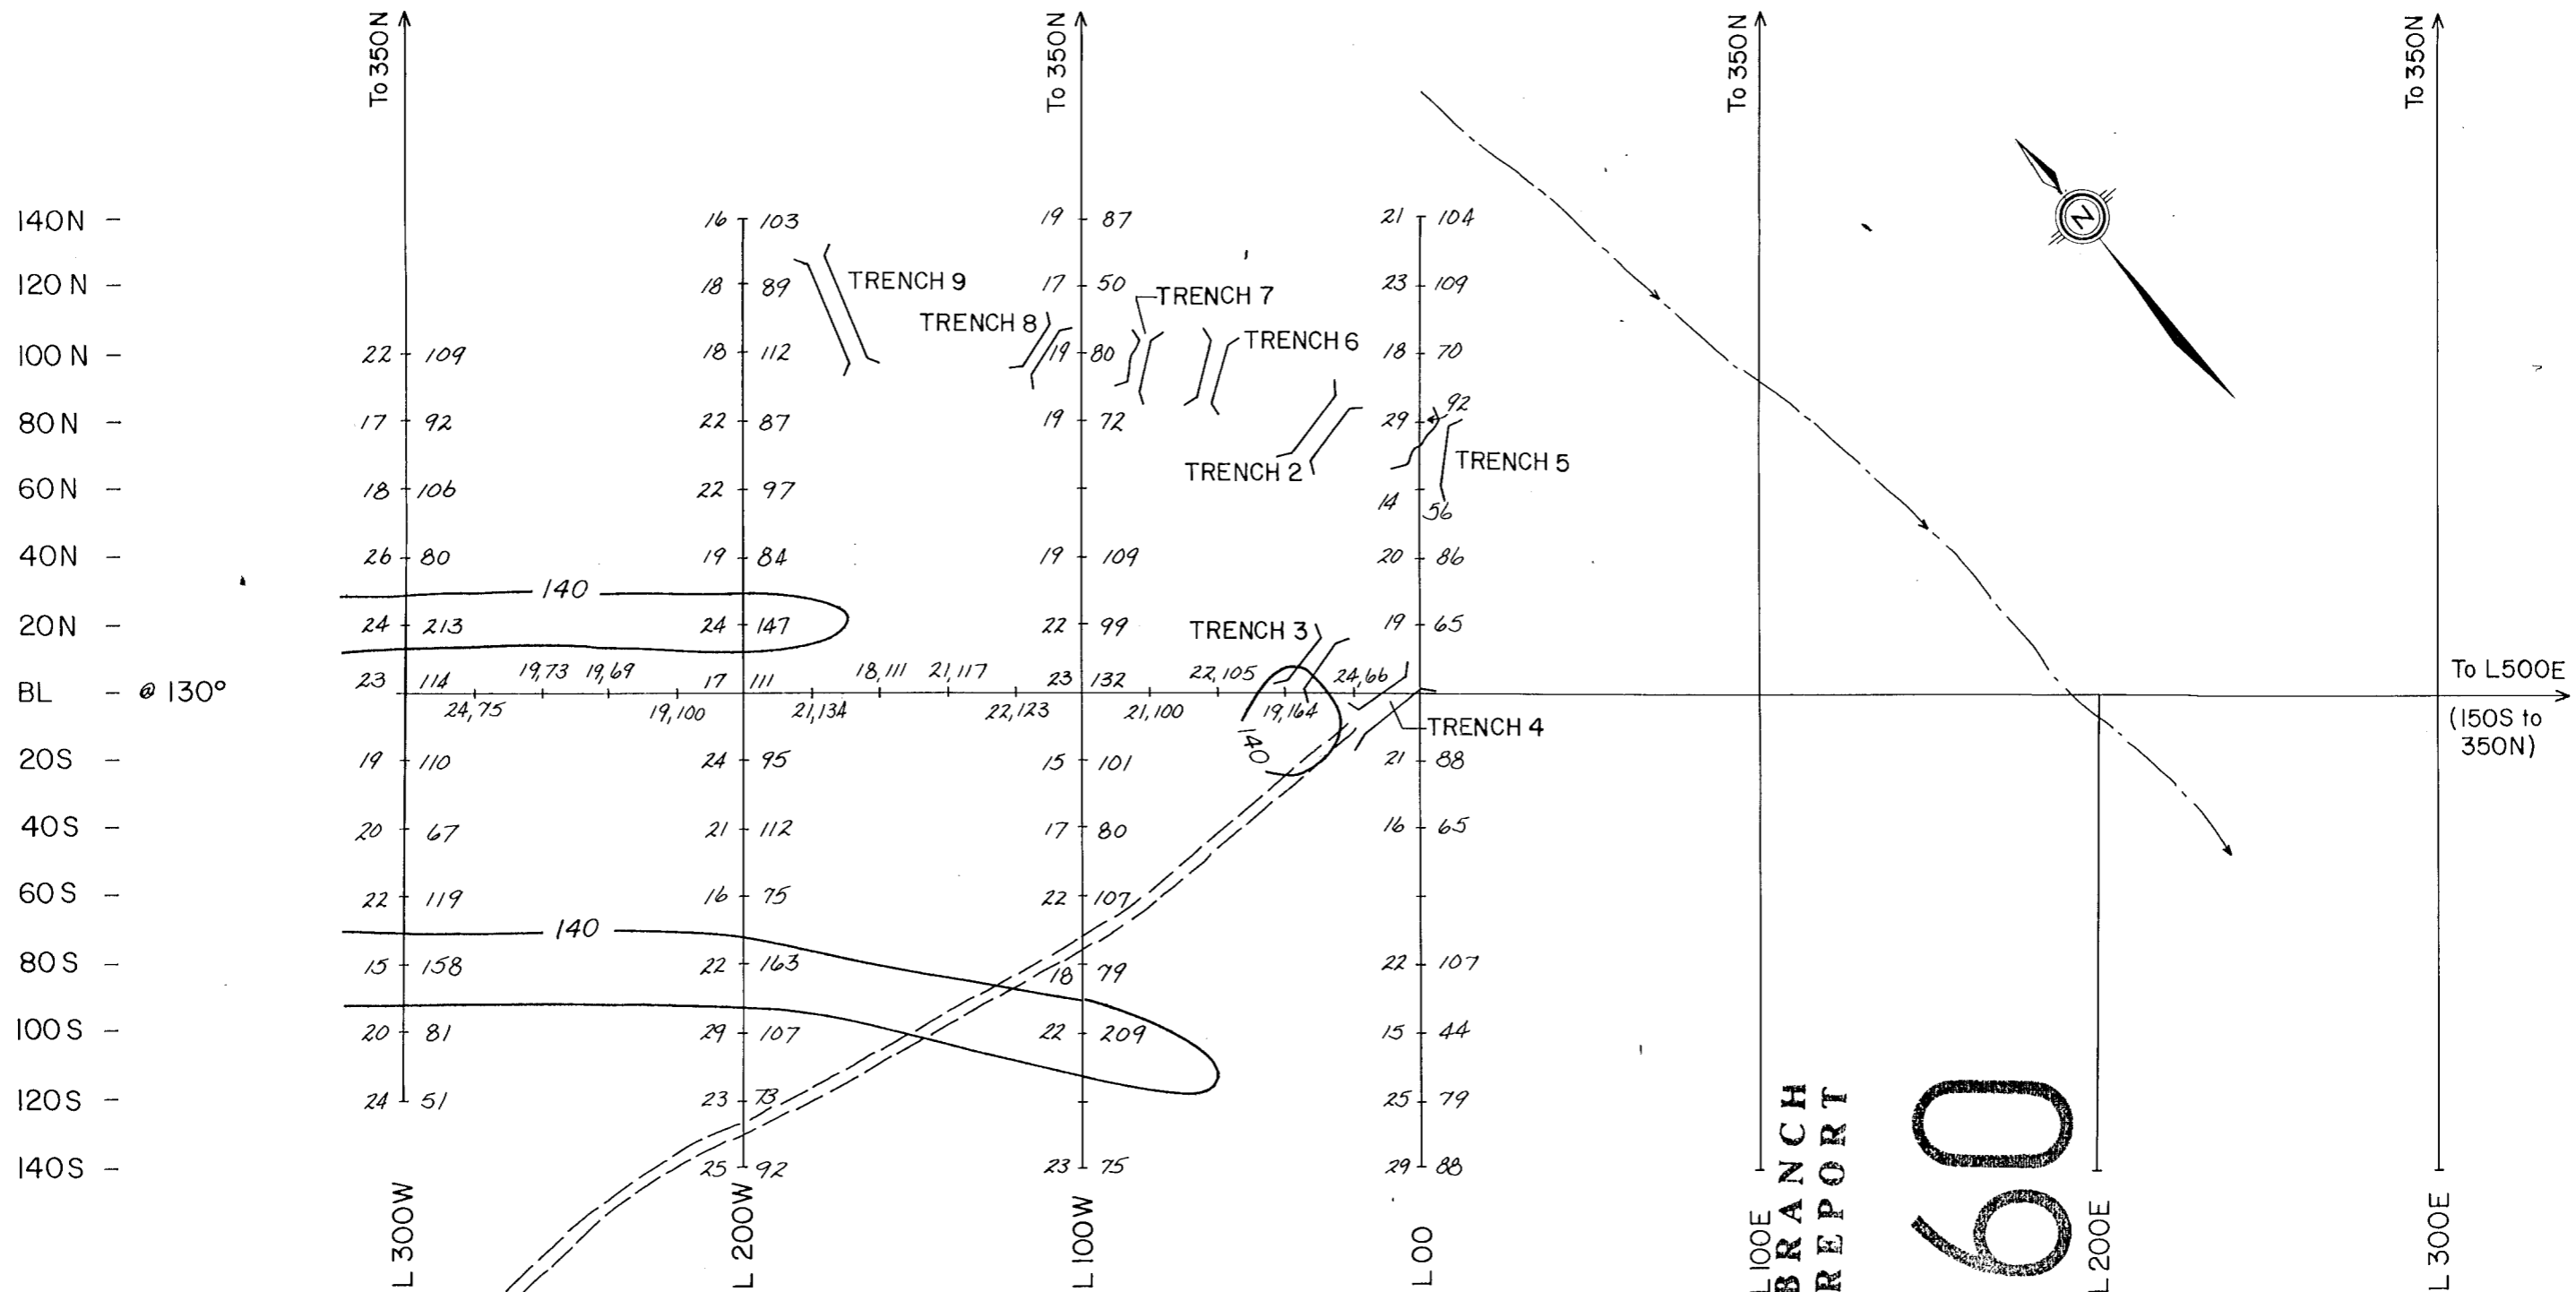 To 350N To 350N To 350N To 350N
140N - 16 103 19 87 21 104
TRENCH 9
120 N - 18 89 17 50 23 109
TRENCH 7
TRENCH 8
TRENCH 6
100 N - 22 109 18 112 19 80 18 70
80 N - 17 92 22 87 19 72 29 92
TRENCH 2
TRENCH 5
60N - 18 106 22 97 14 56
40N - 26 80 19 84 19 109 20 86
140
20N - 24 213 24 147 22 99 19 65
TRENCH 3
N
19,73 19,69 18,111 21,117 22,105 24,66
To L500E
BL - @ 130° 23 114 17 111 23 132
24,75 19,100 21,134 22,123 21,100 19,164
(150S to
350N)
TRENCH 4
140
20S - 19 110 24 95 15 101 21 88
40S - 20 67 21 112 17 80 16 65
60S - 22 119 16 75 22 107
140
80S - 15 158 22 163 18 79 22 107
100S - 20 81 29 107 22 209 15 44
120S - 24 51 23 73 25 79
140S - 25 92 23 75 29 88
L 300W L 200W L 100W L 00 L 100E L 200E L 300E
BRANCH
REPORT
60